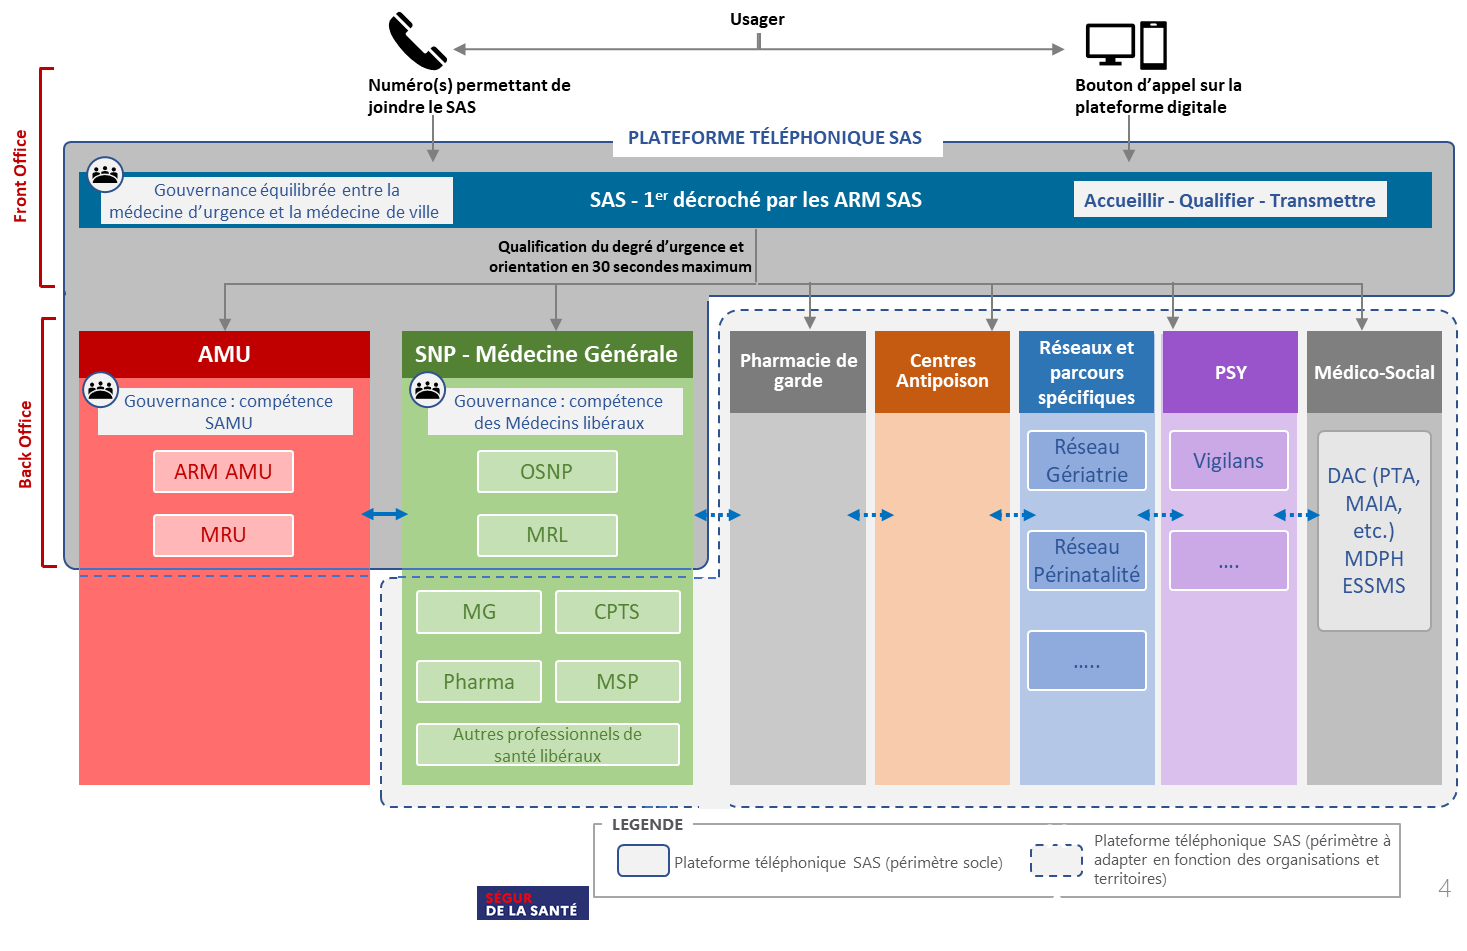 Usager
Numéro(s) permettant de
joindre le SAS
Bouton d'appel sur la
plateforme digitale
Front Office
PLATEFORME TÉLÉPHONIQUE SAS
Gouvernance équilibrée entre la
médecine d'urgence et la médecine de ville
SAS - 1er décroché par les ARM SAS
Accueillir - Qualifier - Transmettre
Qualification du degré d'urgence et
orientation en 30 secondes maximum
Back Office
AMU
Gouvernance : compétence
SAMU
ARM AMU
MRU
SNP - Médecine Générale
Gouvernance : compétence
des Médecins libéraux
OSNP
MRL
MG
CPTS
Pharma
MSP
Autres professionnels de
santé libéraux
Pharmacie de
garde
Centres
Antipoison
Réseaux et
parcours
spécifiques
Réseau
Gériatrie
Réseau
Périnatalité
…..
PSY
Vigilans
….
Médico-Social
DAC (PTA,
MAIA,
etc.)
MDPH
ESSMS
LEGENDE
Plateforme téléphonique SAS (périmètre socle)
Plateforme téléphonique SAS (périmètre à
adapter en fonction des organisations et
territoires)
SÉGUR
DE LA SANTÉ
4